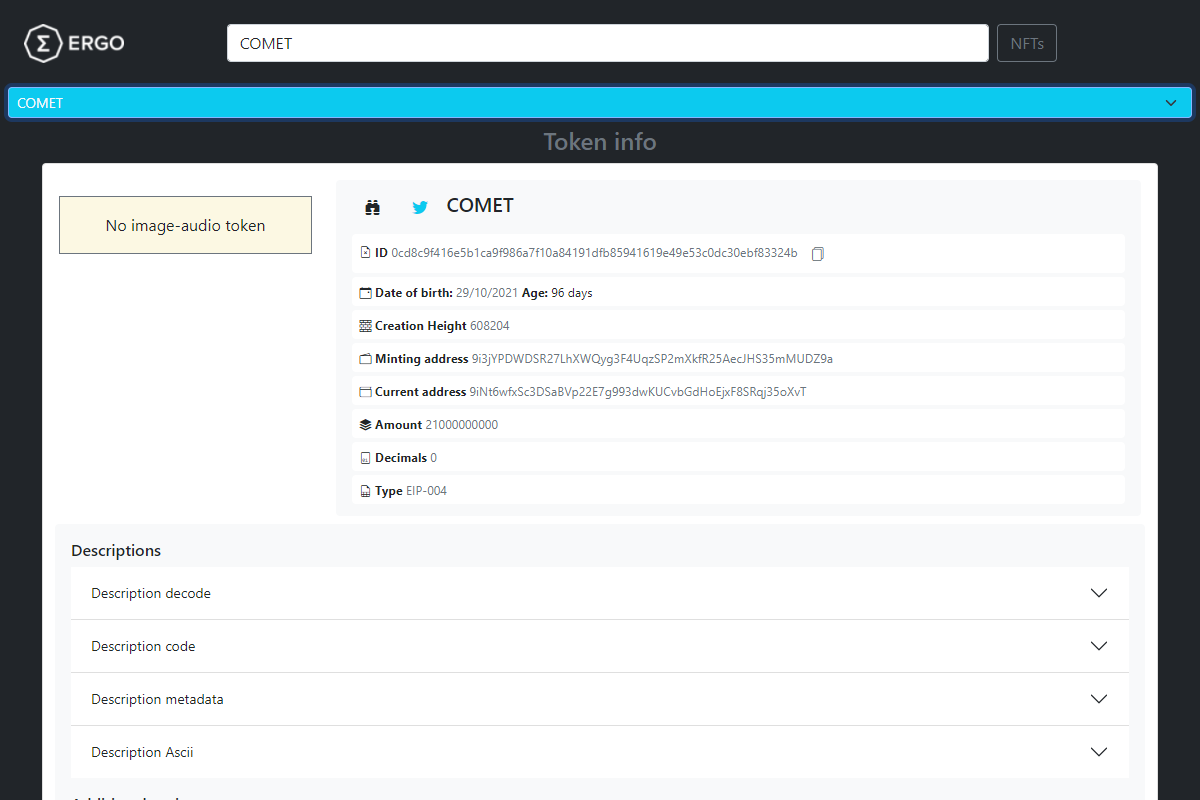 ERGO
COMET
NFTs
COMET
Token info
No image-audio token
COMET
ID 0cd8c9f416e5b1ca9f986a7f10a84191dfb85941619e49e53c0dc30ebf83324b
Date of birth: 29/10/2021 Age: 96 days
Creation Height 608204
Minting address 9i3jYPDWDSR27LhXWQyg3F4UqzSP2mXkfR25AecJHS35mMUDZ9a
Current address 9iNt6wfxSc3DSaBVp22E7g993dwKUCvbGdHoEjxF8SRqj35oXvT
Amount 21000000000
Decimals 0
Type EIP-004
Descriptions
Description decode
Description code
Description metadata
Description Ascii